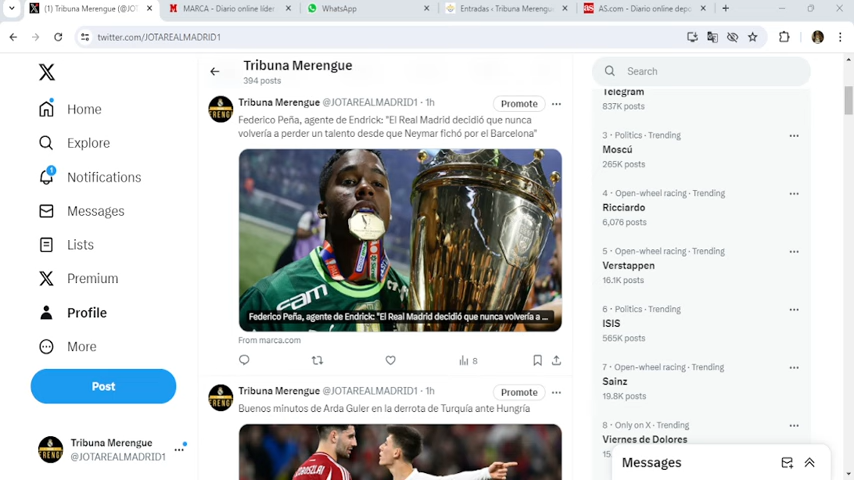 (1) Tribuna Merengue (@JOT
MARCA - Diario online líder
WhatsApp
Entradas ‹ Tribuna Merengu
as
AS.com - Diario online depo
twitter.com/JOTAREALMADRID1
Home
Explore
1
Notifications
Messages
Lists
Premium
Profile
More
Post
Tribuna Merengue
@JOTAREALMADRID1
Tribuna Merengue
394 posts
Tribuna Merengue @JOTAREALMADRID1 · 1h
Promote
Federico Peña, agente de Endrick: "El Real Madrid decidió que nunca
volvería a perder un talento desde que Neymar fichó por el Barcelona"
Federico Peña, agente de Endrick: "El Real Madrid decidió que nunca volvería a ...
From marca.com
8
Tribuna Merengue @JOTAREALMADRID1 · 1h
Promote
Buenos minutos de Arda Guler en la derrota de Turquía ante Hungría
Search
Telegram
837K posts
3 · Politics · Trending
Moscú
265K posts
4 · Open-wheel racing · Trending
Ricciardo
6,076 posts
5 · Open-wheel racing · Trending
Verstappen
16.1K posts
6 · Politics · Trending
ISIS
565K posts
7 · Open-wheel racing · Trending
Sainz
19.8K posts
8 · Only on X · Trending
Viernes de Dolores
15.
Messages